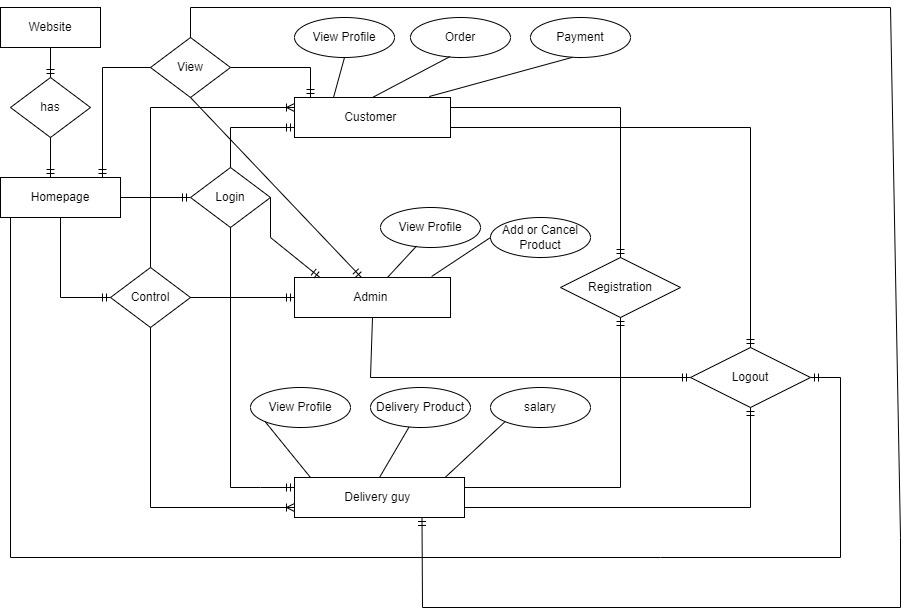 Website
View Profile
Order
Payment
View
has
Customer
Homepage
Login
View Profile
Add or Cancel
Product
Control
Admin
Registration
Logout
View Profile
Delivery Product
salary
Delivery guy